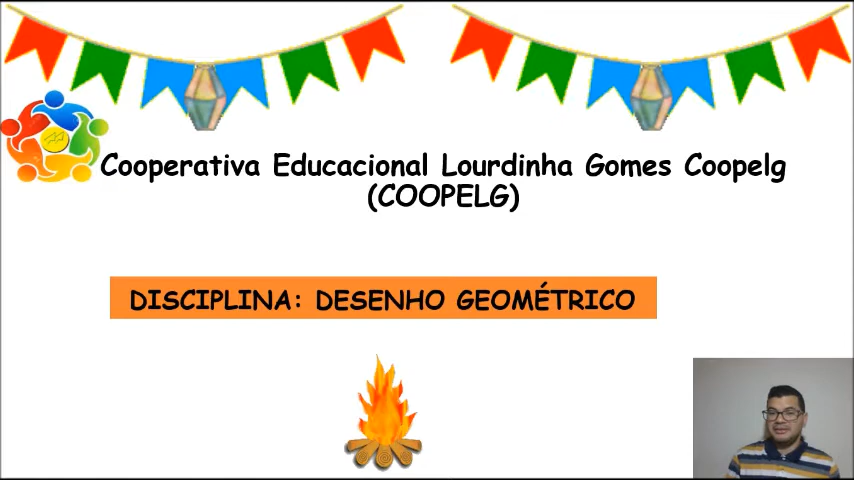 Cooperativa Educacional Lourdinha Gomes Coopelg
(COOPELG)
DISCIPLINA: DESENHO GEOMÉTRICO